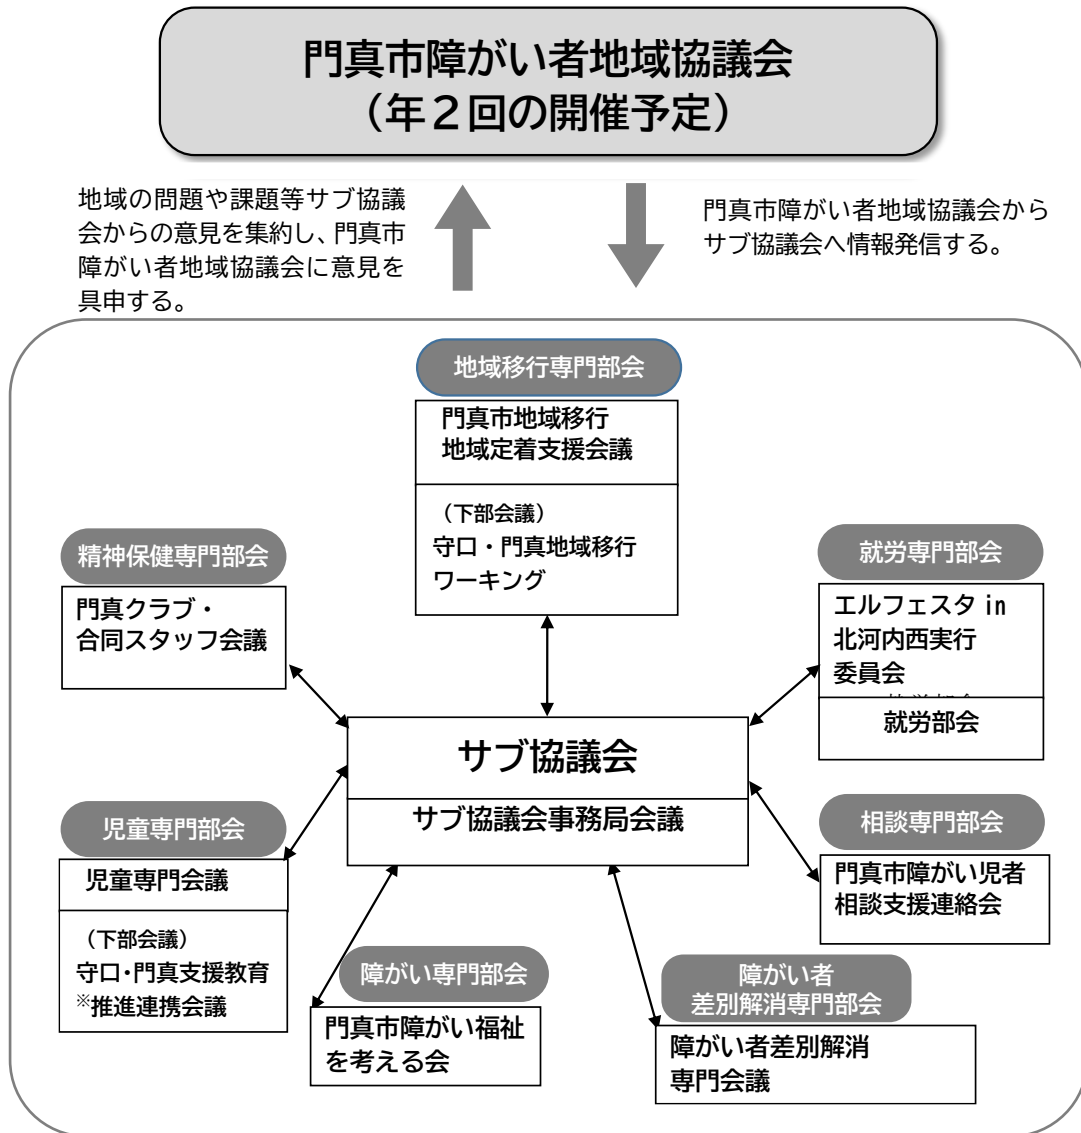 門真市障がい者地域協議会
（年２回の開催予定）
地域の問題や課題等サブ協議
会からの意見を集約し、門真市
障がい者地域協議会に意見を
具申する。
門真市障がい者地域協議会から
サブ協議会へ情報発信する。
地域移行専門部会
門真市地域移行
地域定着支援会議
（下部会議）
守口・門真地域移行
ワーキング
精神保健専門部会
門真クラブ・
合同スタッフ会議
就労専門部会
エルフェスタ in
北河内西実行
委員会
就労部会
サブ協議会
サブ協議会事務局会議
児童専門部会
児童専門会議
（下部会議）
守口・門真支援教育
※推進連携会議
相談専門部会
門真市障がい児者
相談支援連絡会
障がい専門部会
門真市障がい福祉
を考える会
障がい者
差別解消専門部会
障がい者差別解消
専門会議